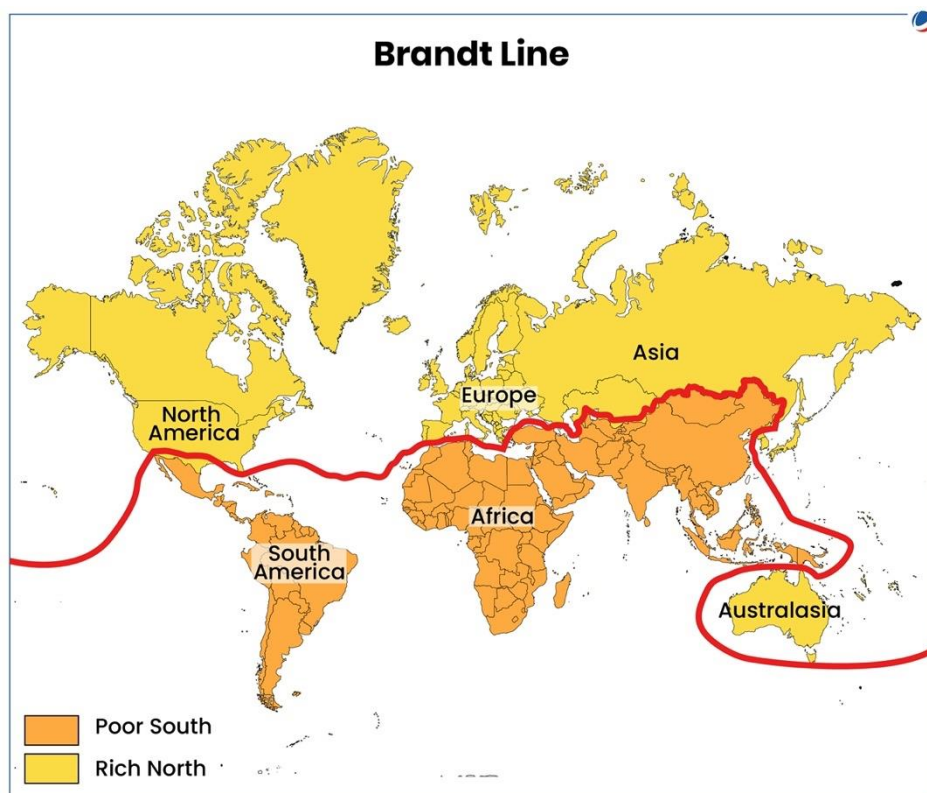 Brandt Line
Asia
Europe
North
America
Africa
South
America
Australasia
Poor South
Rich North